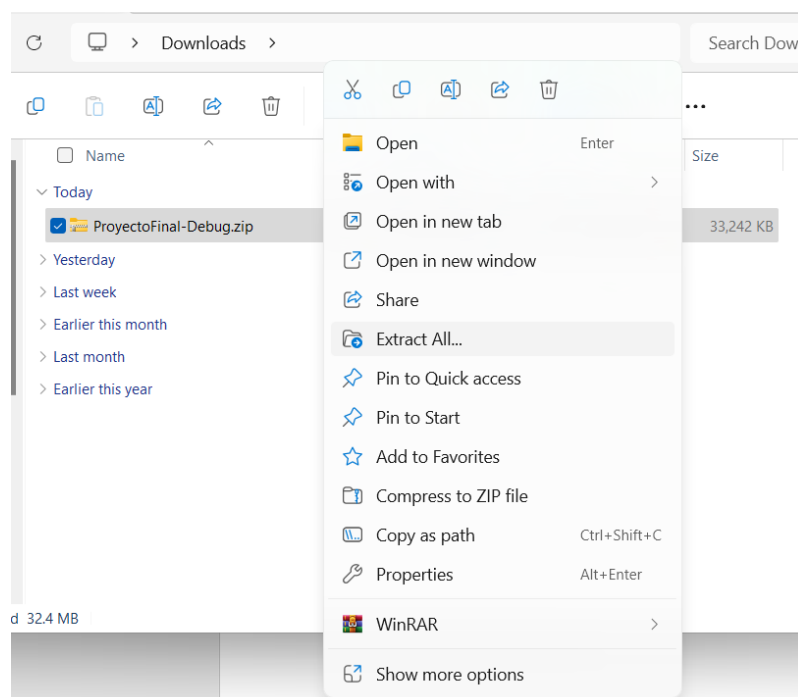 Downloads
Search Dow
Name
Size
Today
ProyectoFinal-Debug.zip
33,242 KB
Yesterday
Last week
Earlier this month
Last month
Earlier this year
d 32.4 MB
Open Enter
Open with
Open in new tab
Open in new window
Share
Extract All...
Pin to Quick access
Pin to Start
Add to Favorites
Compress to ZIP file
Copy as path Ctrl+Shift+C
Properties Alt+Enter
WinRAR
Show more options